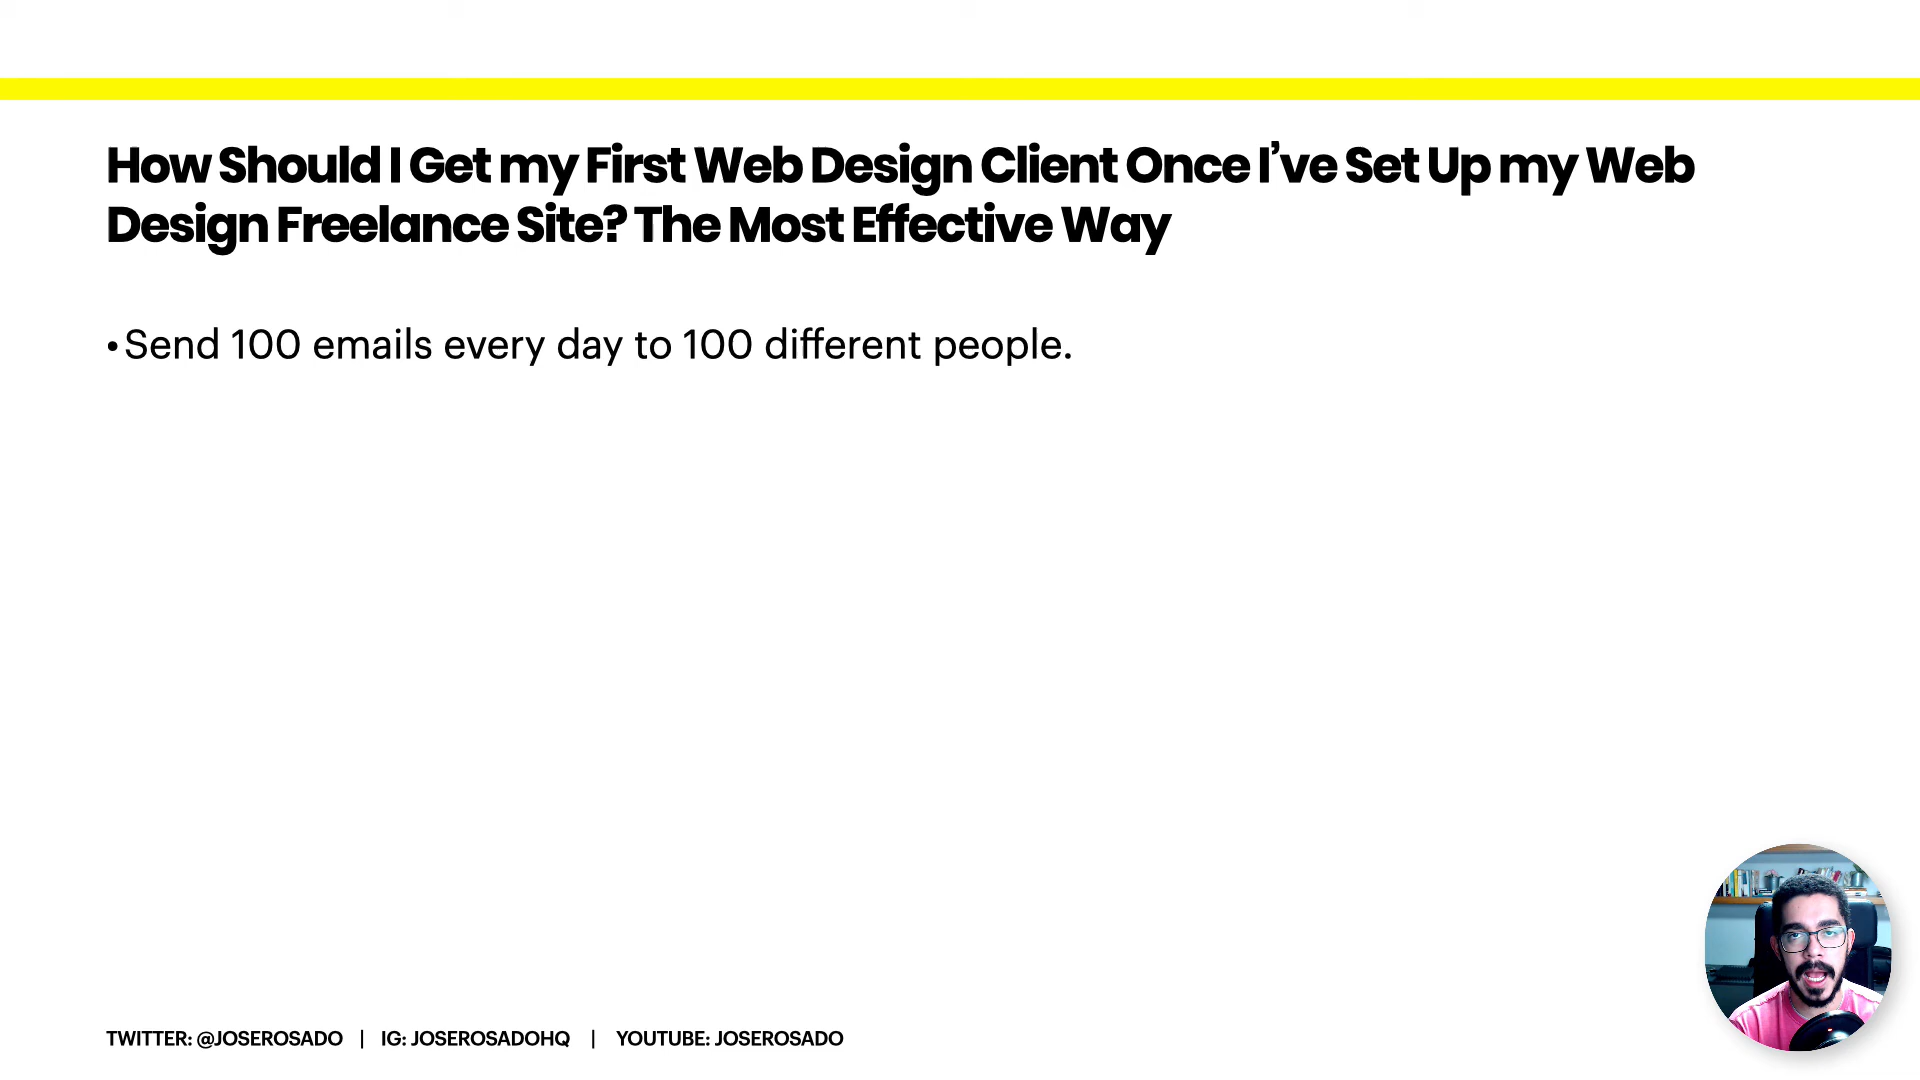 How Should I Get my First Web Design Client Once I’ve Set Up my Web
Design Freelance Site? The Most Effective Way
• Send 100 emails every day to 100 different people.
TWITTER: @JOSEROSADO | IG: JOSEROSADOHQ | YOUTUBE: JOSEROSADO